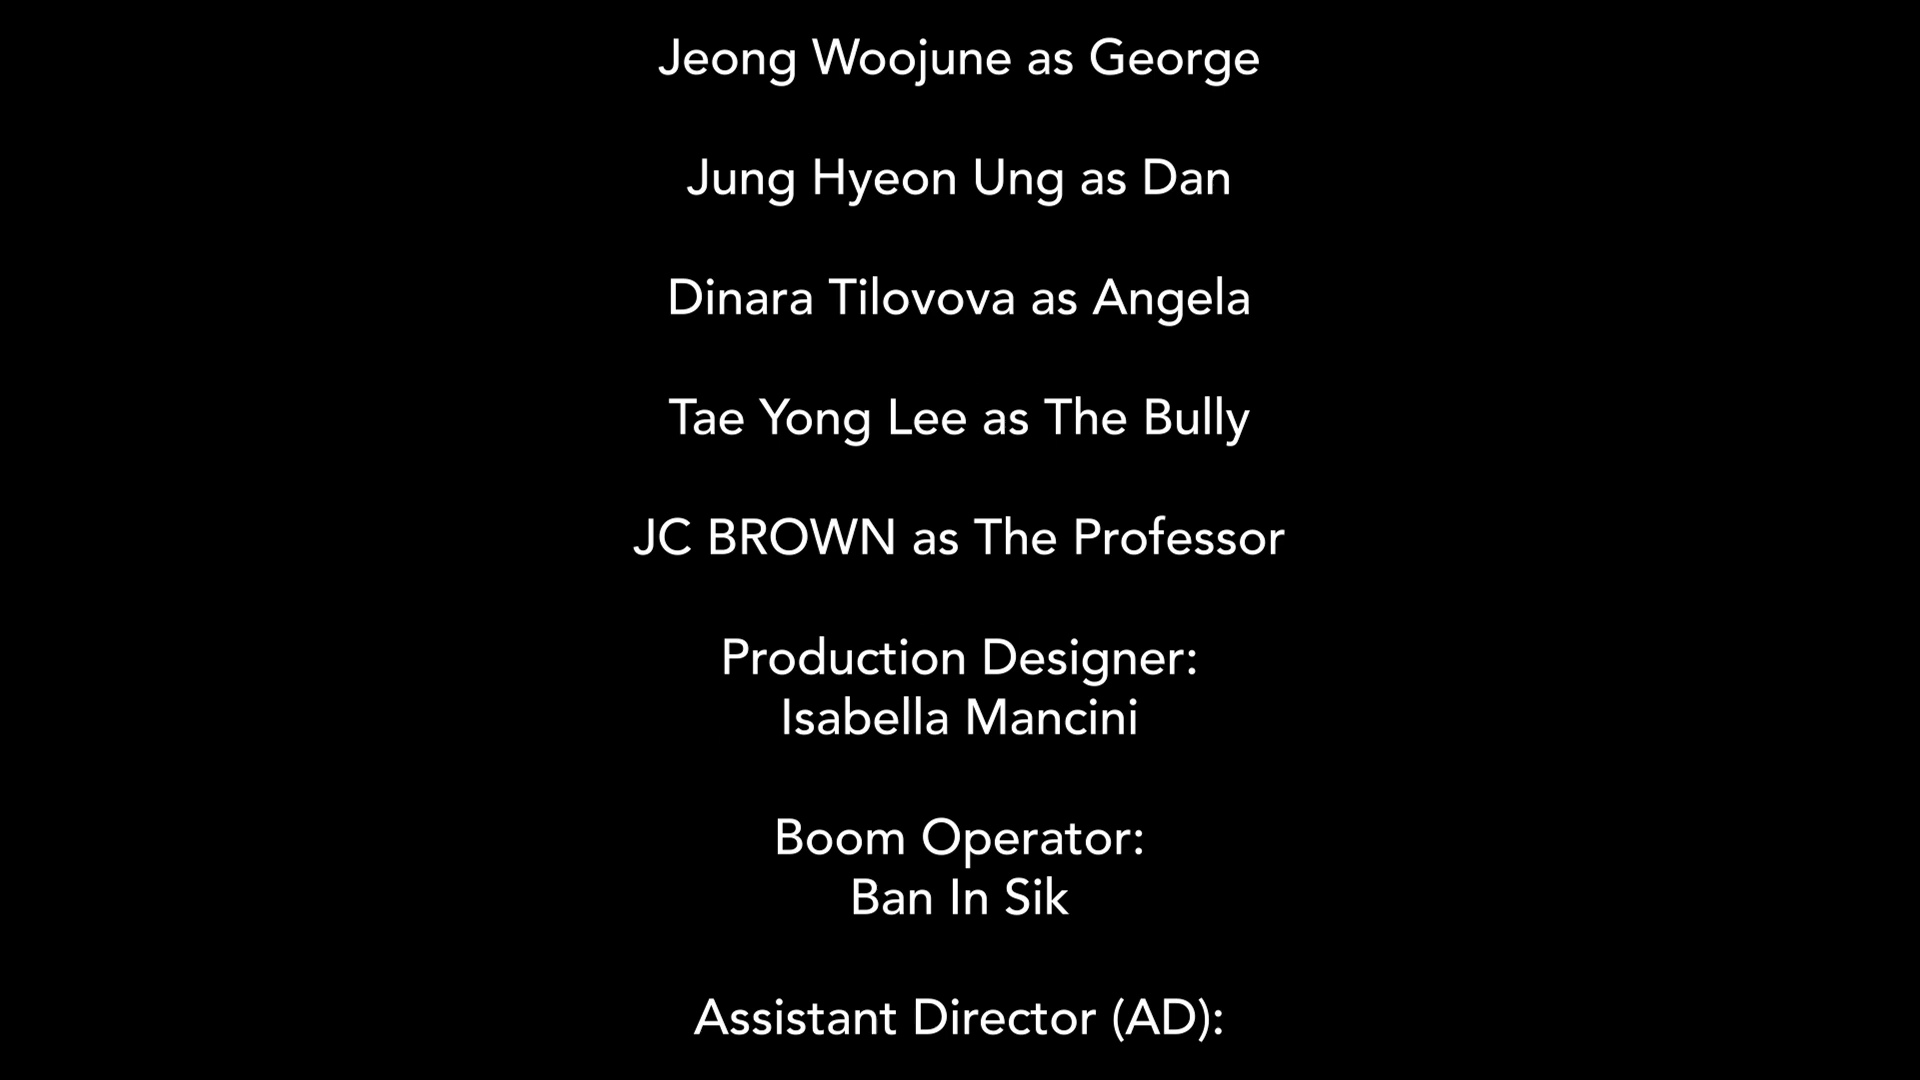 Jeong Woojune as George
Jung Hyeon Ung as Dan
Dinara Tilovova as Angela
Tae Yong Lee as The Bully
JC BROWN as The Professor
Production Designer:
Isabella Mancini
Boom Operator:
Ban In Sik
Assistant Director (AD):